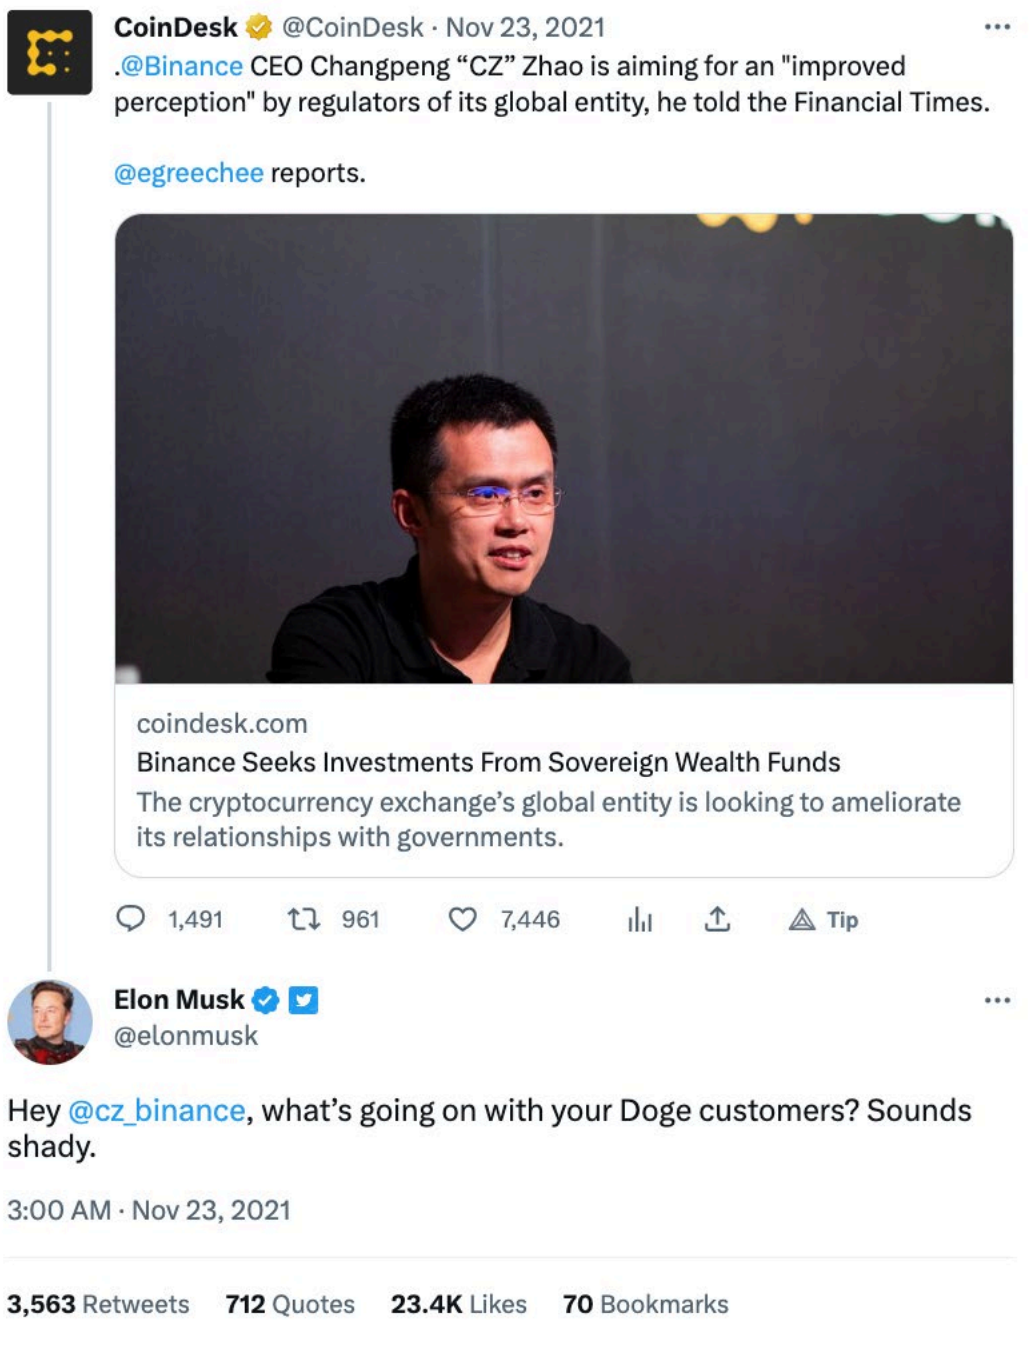 CoinDesk @CoinDesk · Nov 23, 2021
.@Binance CEO Changpeng “CZ” Zhao is aiming for an "improved
perception" by regulators of its global entity, he told the Financial Times.
@egreechee reports.
coindesk.com
Binance Seeks Investments From Sovereign Wealth Funds
The cryptocurrency exchange’s global entity is looking to ameliorate
its relationships with governments.
1,491 961 7,446 Tip
Elon Musk
@elonmusk
Hey @cz_binance, what’s going on with your Doge customers? Sounds
shady.
3:00 AM · Nov 23, 2021
3,563 Retweets 712 Quotes 23.4K Likes 70 Bookmarks